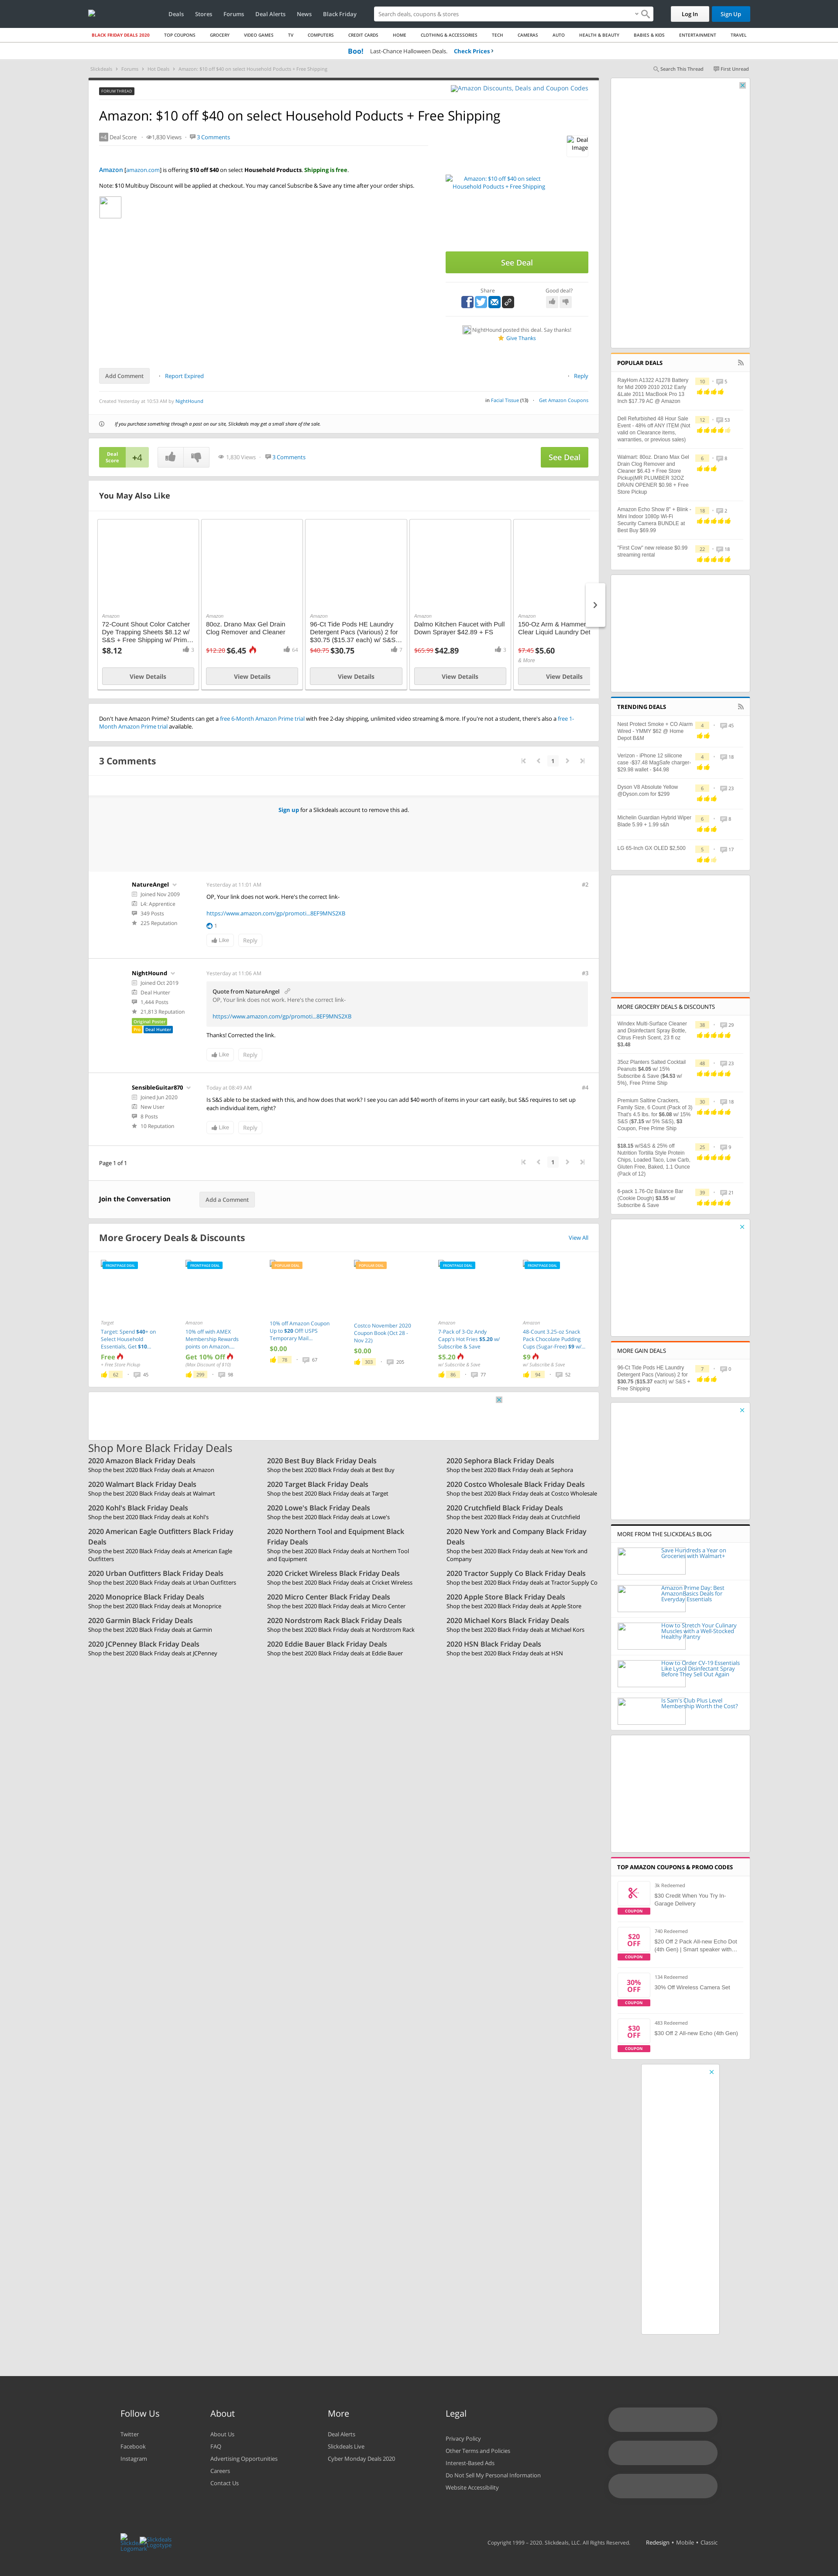 Deals Stores Forums Deal Alerts News Black Friday
Search deals, coupons & stores
Log In
Sign Up
BLACK FRIDAY DEALS 2020 TOP COUPONS GROCERY VIDEO GAMES TV COMPUTERS CREDIT CARDS HOME CLOTHING & ACCESSORIES TECH CAMERAS AUTO HEALTH & BEAUTY BABIES & KIDS ENTERTAINMENT TRAVEL
Boo! Last-Chance Halloween Deals. Check Prices
Slickdeals Forums Hot Deals Amazon: $10 off $40 on select Household Poducts + Free Shipping
Search This Thread First Unread
FORUM THREAD
Amazon Discounts, Deals and Coupon Codes
Amazon: $10 off $40 on select Household Poducts + Free Shipping
+4 Deal Score 1,830 Views 3 Comments
Deal Image
Amazon [amazon.com] is offering $10 off $40 on select Household Products. Shipping is free.
Note: $10 Multibuy Discount will be applied at checkout. You may cancel Subscribe & Save any time after your order ships.
Amazon: $10 off $40 on select Household Poducts + Free Shipping
See Deal
Share
Good deal?
NightHound posted this deal. Say thanks!
Give Thanks
Add Comment Report Expired Reply
Created Yesterday at 10:53 AM by NightHound
in Facial Tissue (13) Get Amazon Coupons
If you purchase something through a post on our site, Slickdeals may get a small share of the sale.
Deal Score +4
1,830 Views 3 Comments
See Deal
You May Also Like
Amazon
72-Count Shout Color Catcher Dye Trapping Sheets $8.12 w/ S&S + Free Shipping w/ Prim...
$8.12 3
View Details
Amazon
80oz. Drano Max Gel Drain Clog Remover and Cleaner
$12.20 $6.45 54
View Details
Amazon
96-Ct Tide Pods HE Laundry Detergent Pacs (Various) 2 for $30.75 ($15.37 each) w/ S&S...
$40.75 $30.75 7
View Details
Amazon
Dalmo Kitchen Faucet with Pull Down Sprayer $42.89 + FS
$65.99 $42.89 3
View Details
Amazon
150-Oz Arm & Hammer Clear Liquid Laundry Det
$7.45 $5.60
& More
View Details
Don't have Amazon Prime? Students can get a free 6-Month Amazon Prime trial with free 2-day shipping, unlimited video streaming & more. If you're not a student, there's also a free 1-Month Amazon Prime trial available.
3 Comments
1
Sign up for a Slickdeals account to remove this ad.
NatureAngel
Joined Nov 2009
L4: Apprentice
349 Posts
225 Reputation
Yesterday at 11:01 AM
#2
OP, Your link does not work. Here's the correct link-
https://www.amazon.com/gp/promoti...8EF9MNS2XB
1
Like Reply
NightHound
Joined Oct 2019
Deal Hunter
1,444 Posts
21,813 Reputation
Original Poster
Pro Deal Hunter
Yesterday at 11:06 AM
#3
Quote from NatureAngel
OP, Your link does not work. Here's the correct link-
https://www.amazon.com/gp/promoti...8EF9MNS2XB
Thanks! Corrected the link.
Like Reply
SensibleGuitar870
Joined Jun 2020
New User
8 Posts
10 Reputation
Today at 08:49 AM
#4
Is S&S able to be stacked with this, and how does that work? I see you can add $40 worth of items in your cart easily, but S&S requires to set up each individual item, right?
Like Reply
Page 1 of 1
1
Join the Conversation
Add a Comment
More Grocery Deals & Discounts
View All
FRONTPAGE DEAL
Target
Target: Spend $40+ on Select Household Essentials, Get $10...
Free
+ Free Store Pickup
62 45
FRONTPAGE DEAL
Amazon
10% off with AMEX Membership Rewards points on Amazon...
Get 10% Off
(Max Discount of $10)
299 98
POPULAR DEAL
10% off Amazon Coupon Up to $20 Off! USPS Temporary Mail...
$0.00
78 67
POPULAR DEAL
Costco November 2020 Coupon Book (Oct 28 - Nov 22)
$0.00
303 205
FRONTPAGE DEAL
Amazon
7-Pack of 3-Oz Andy Capp's Hot Fries $5.20 w/ Subscribe & Save
$5.20
w/ Subscribe & Save
86 77
FRONTPAGE DEAL
Amazon
48-Count 3.25-oz Snack Pack Chocolate Pudding Cups (Sugar-Free) $9 w/...
$9
w/ Subscribe & Save
94 52
Shop More Black Friday Deals
2020 Amazon Black Friday Deals
Shop the best 2020 Black Friday deals at Amazon
2020 Best Buy Black Friday Deals
Shop the best 2020 Black Friday deals at Best Buy
2020 Sephora Black Friday Deals
Shop the best 2020 Black Friday deals at Sephora
2020 Walmart Black Friday Deals
Shop the best 2020 Black Friday deals at Walmart
2020 Target Black Friday Deals
Shop the best 2020 Black Friday deals at Target
2020 Costco Wholesale Black Friday Deals
Shop the best 2020 Black Friday deals at Costco Wholesale
2020 Kohl's Black Friday Deals
Shop the best 2020 Black Friday deals at Kohl's
2020 Lowe's Black Friday Deals
Shop the best 2020 Black Friday deals at Lowe's
2020 Crutchfield Black Friday Deals
Shop the best 2020 Black Friday deals at Crutchfield
2020 American Eagle Outfitters Black Friday Deals
Shop the best 2020 Black Friday deals at American Eagle Outfitters
2020 Northern Tool and Equipment Black Friday Deals
Shop the best 2020 Black Friday deals at Northern Tool and Equipment
2020 New York and Company Black Friday Deals
Shop the best 2020 Black Friday deals at New York and Company
2020 Urban Outfitters Black Friday Deals
Shop the best 2020 Black Friday deals at Urban Outfitters
2020 Cricket Wireless Black Friday Deals
Shop the best 2020 Black Friday deals at Cricket Wireless
2020 Tractor Supply Co Black Friday Deals
Shop the best 2020 Black Friday deals at Tractor Supply Co
2020 Monoprice Black Friday Deals
Shop the best 2020 Black Friday deals at Monoprice
2020 Micro Center Black Friday Deals
Shop the best 2020 Black Friday deals at Micro Center
2020 Apple Store Black Friday Deals
Shop the best 2020 Black Friday deals at Apple Store
2020 Garmin Black Friday Deals
Shop the best 2020 Black Friday deals at Garmin
2020 Nordstrom Rack Black Friday Deals
Shop the best 2020 Black Friday deals at Nordstrom Rack
2020 Michael Kors Black Friday Deals
Shop the best 2020 Black Friday deals at Michael Kors
2020 JCPenney Black Friday Deals
Shop the best 2020 Black Friday deals at JCPenney
2020 Eddie Bauer Black Friday Deals
Shop the best 2020 Black Friday deals at Eddie Bauer
2020 HSN Black Friday Deals
Shop the best 2020 Black Friday deals at HSN
POPULAR DEALS
RayHom A1322 A1278 Battery for Mid 2009 2010 2012 Early &Late 2011 MacBook Pro 13 Inch $17.79 AC @ Amazon
10 5
Dell Refurbished 48 Hour Sale Event - 49% off ANY ITEM (Not valid on Clearance items, warranties, or previous sales)
12 53
Walmart: 80oz. Drano Max Gel Drain Clog Remover and Cleaner $6.43 + Free Store Pickup(MR PLUMBER 32OZ DRAIN OPENER $0.98 + Free Store Pickup
6 8
Amazon Echo Show 8" + Blink - Mini Indoor 1080p Wi-Fi Security Camera BUNDLE at Best Buy $69.99
16 2
"First Cow" new release $0.99 streaming rental
22 18
TRENDING DEALS
Nest Protect Smoke + CO Alarm Wired - YMMY $62 @ Home Depot B&M
4 45
Verizon - iPhone 12 silicone case -$37.48 MagSafe charger- $29.98 wallet - $44.98
4 18
Dyson V8 Absolute Yellow @Dyson.com for $299
6 23
Michelin Guardian Hybrid Wiper Blade 5.99 + 1.99 s&h
6 8
LG 65-Inch GX OLED $2,500
5 17
MORE GROCERY DEALS & DISCOUNTS
Windex Multi-Surface Cleaner and Disinfectant Spray Bottle, Citrus Fresh Scent, 23 fl oz $3.48
38 29
35oz Planters Salted Cocktail Peanuts $4.05 w/ 15% Subscribe & Save ($4.53 w/ 5%), Free Prime Ship
48 23
Premium Saltine Crackers, Family Size, 6 Count (Pack of 3) That's 4.5 lbs. for $6.08 w/ 15% S&S ($7.15 w/ 5% S&S), $3 Coupon, Free Prime Ship
30 18
$18.15 w/S&S & 25% off Nutrition Tortilla Style Protein Chips, Loaded Taco, Low Carb, Gluten Free, Baked, 1.1 Ounce (Pack of 12)
25 9
6-pack 1.76-Oz Balance Bar (Cookie Dough) $3.55 w/ Subscribe & Save
39 21
MORE GAIN DEALS
96-Ct Tide Pods HE Laundry Detergent Pacs (Various) 2 for $30.75 ($15.37 each) w/ S&S + Free Shipping
7 0
MORE FROM THE SLICKDEALS BLOG
Save Hundreds a Year on Groceries with Walmart+
Amazon Prime Day: Best AmazonBasics Deals for Everyday Essentials
How to Stretch Your Culinary Muscles with a Well-Stocked Healthy Pantry
How to Order CV-19 Essentials Like Lysol Disinfectant Spray Before They Sell Out Again
Is Sam's Club Plus Level Membership Worth the Cost?
TOP AMAZON COUPONS & PROMO CODES
COUPON
3k Redeemed
$30 Credit When You Try In-Garage Delivery
$20 OFF
COUPON
740 Redeemed
$20 Off 2 Pack All-new Echo Dot (4th Gen) | Smart speaker with...
30% OFF
COUPON
134 Redeemed
30% Off Wireless Camera Set
$30 OFF
COUPON
483 Redeemed
$30 Off 2 All-new Echo (4th Gen)
Follow Us
Twitter
Facebook
Instagram
About
About Us
FAQ
Advertising Opportunities
Careers
Contact Us
More
Deal Alerts
Slickdeals Live
Cyber Monday Deals 2020
Legal
Privacy Policy
Other Terms and Policies
Interest-Based Ads
Do Not Sell My Personal Information
Website Accessibility
Slickdeals Logomark
Slickdeals Logotype
Copyright 1999 – 2020. Slickdeals, LLC. All Rights Reserved. Redesign • Mobile • Classic